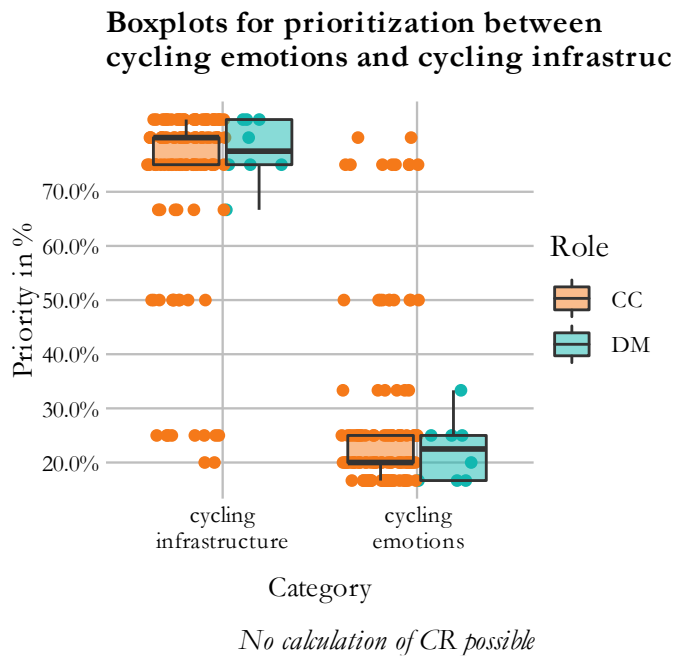 Boxplots for prioritization between
cycling emotions and cycling infrastruc
Priority in %
70.0%
60.0%
50.0%
40.0%
30.0%
20.0%
cycling
infrastructure
cycling
emotions
Category
Role
CC
DM
No calculation of CR possible